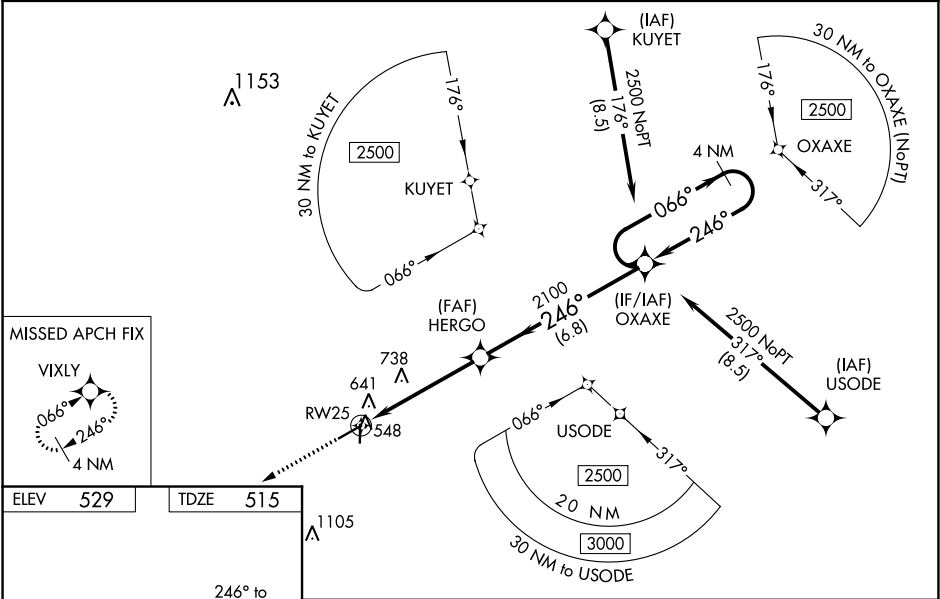 (IAF)
KUYET
1153
30 NM to KUYET
2500
176°
KUYET
066°
2500 NoPT
176°
(8.5)
4 NM
066°
246°
30 NM to OXAXE (NoPT)
176°
2500
OXAXE
317°
(IF/IAF)
OXAXE
2100
246°
(6.8)
(FAF)
HERGO
2500 NoPT
317°
(8.5)
(IAF)
USODE
MISSED APCH FIX
VIXLY
066°
246°
4 NM
738
641
RW25
548
066°
USODE
317°
2500
20 NM
3000
30 NM to USODE
ELEV 529
TDZE 515
1105
246° to